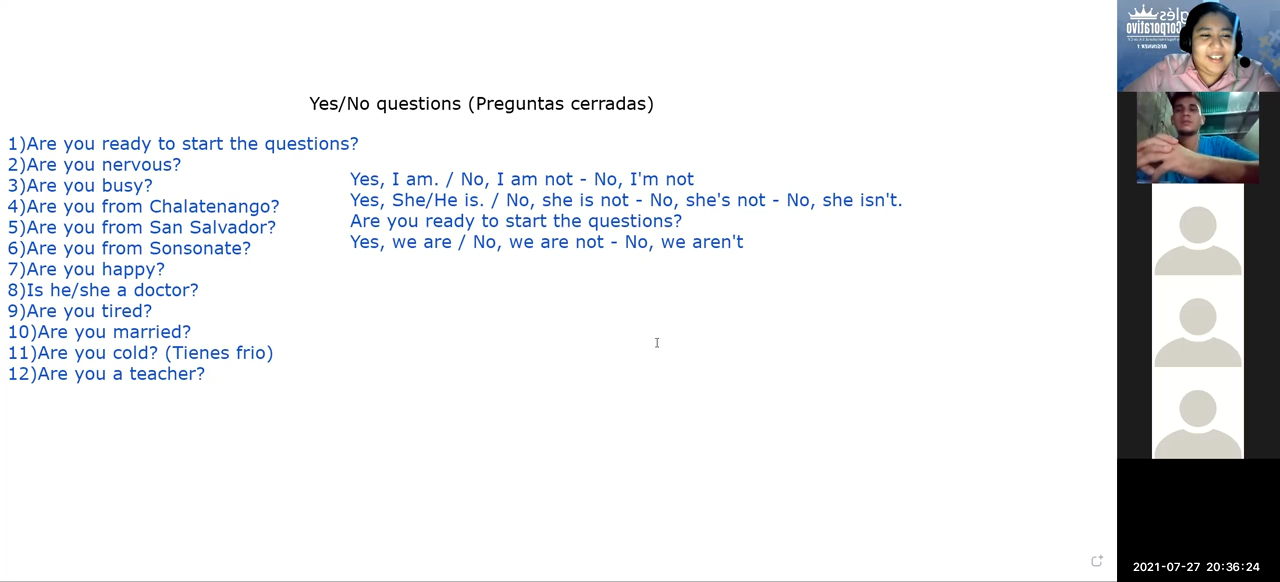 Yes/No questions (Preguntas cerradas)
1)Are you ready to start the questions?
2)Are you nervous?
3)Are you busy?
4)Are you from Chalatenango?
5)Are you from San Salvador?
6)Are you from Sonsonate?
7)Are you happy?
8)Is he/she a doctor?
9)Are you tired?
10)Are you married?
11)Are you cold? (Tienes frio)
12)Are you a teacher?
Yes, I am. / No, I am not - No, I'm not
Yes, She/He is. / No, she is not - No, she's not - No, she isn't.
Are you ready to start the questions?
Yes, we are / No, we are not - No, we aren't
glés
Corporativo
BEGINNER 1
2021-07-27 20:36:24